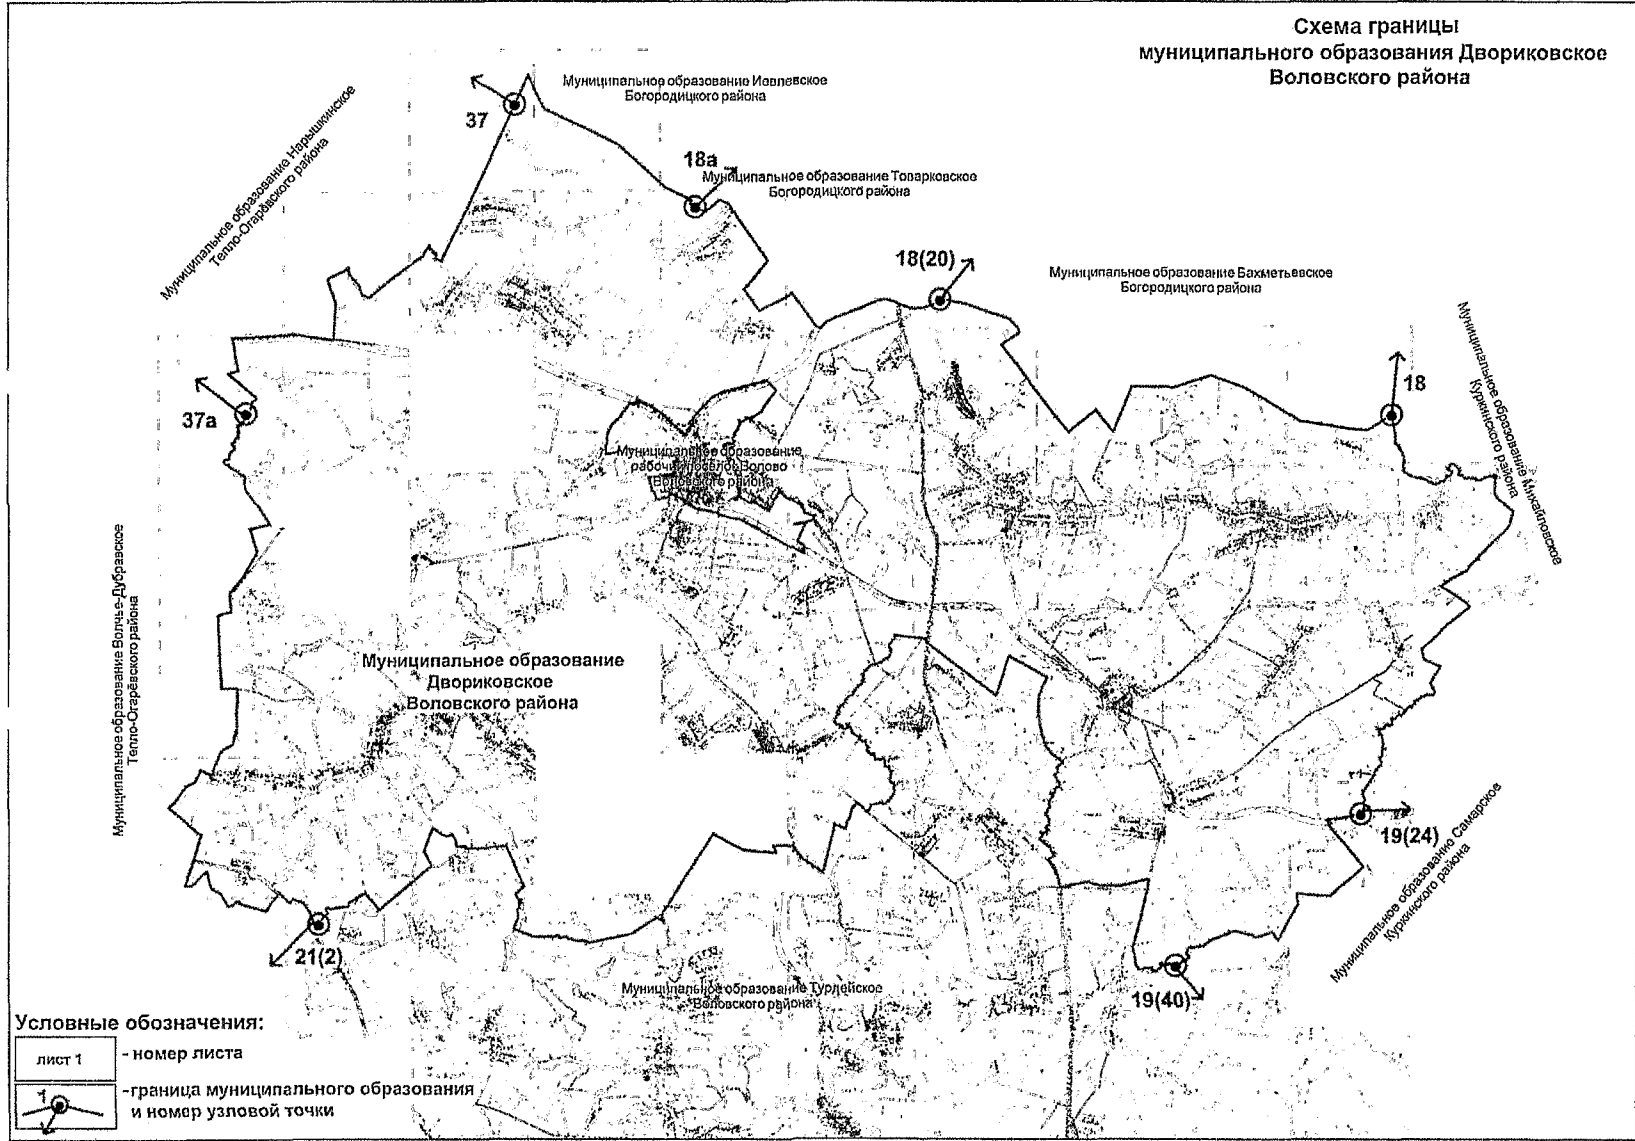 Схема границы
муниципального образования Двориковское
Воловского района
Муниципальное образование Иевлевское
Богородицкого района
37
18а
Муниципальное образование Товарковское
Богородицкого района
Муниципальное образование Нарышкинское
Тепло-Огарёвского района
18(20)
Муниципальное образование Бахметьевское
Богородицкого района
18
Муниципальное образование Михайловское
Куркинского района
37а
Муниципальное образование
рабочий посёлок Волово
Воловского района
Муниципальное образование Волчье-Дубравское
Тепло-Огарёвского района
Муниципальное образование
Двориковское
Воловского района
19(24)
Муниципальное образование Самарское
Куркинского района
21(2)
19(40)
Муниципальное образование Турдейское
Воловского района
Условные обозначения:
лист 1
- номер листа
1
-граница муниципального образования
и номер узловой точки